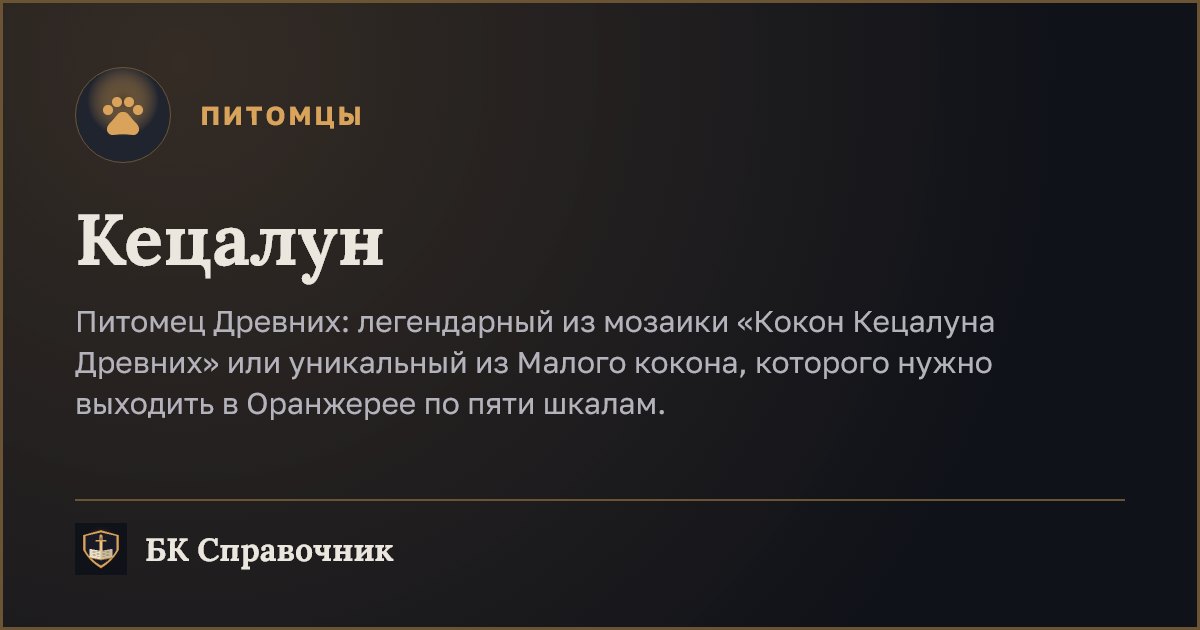 ПИТОМЦЫ
Кецалун
Питомец Древних: легендарный из мозаики «Кокон Кецалуна
Древних» или уникальный из Малого кокона, которого нужно
выходить в Оранжерее по пяти шкалам.
БК Справочник